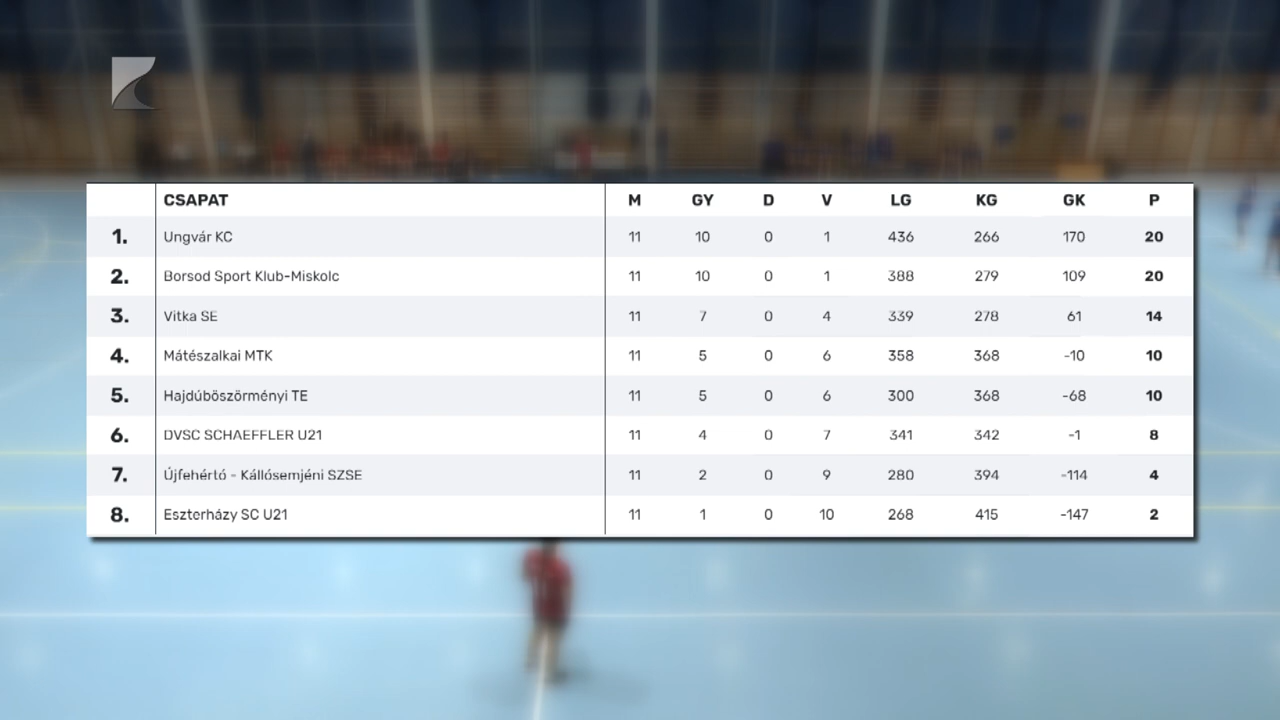 CSAPAT M GY D V LG KG GK P
1. Ungvár KC 11 10 0 1 436 266 170 20
2. Borsod Sport Klub-Miskolc 11 10 0 1 388 279 109 20
3. Vitka SE 11 7 0 4 339 278 61 14
4. Mátészalkai MTK 11 5 0 6 358 368 -10 10
5. Hajdúböszörményi TE 11 5 0 6 300 368 -68 10
6. DVSC SCHAEFFLER U21 11 4 0 7 341 342 -1 8
7. Újfehértó - Kállósemjéni SZSE 11 2 0 9 280 394 -114 4
8. Eszterházy SC U21 11 1 0 10 268 415 -147 2